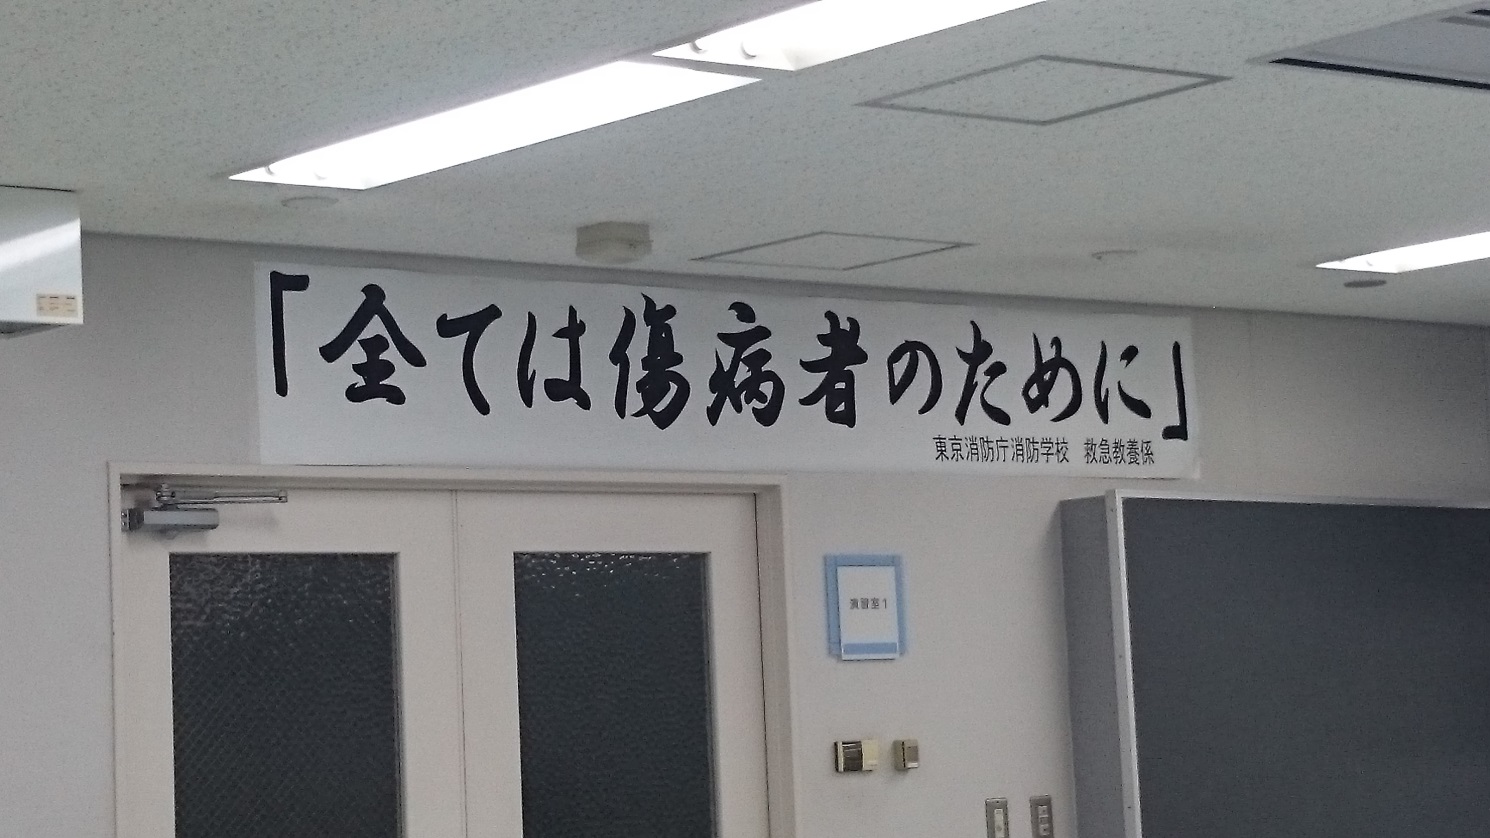 「全ては傷病者のために」
東京消防庁消防学校 救急教養係
演習室1